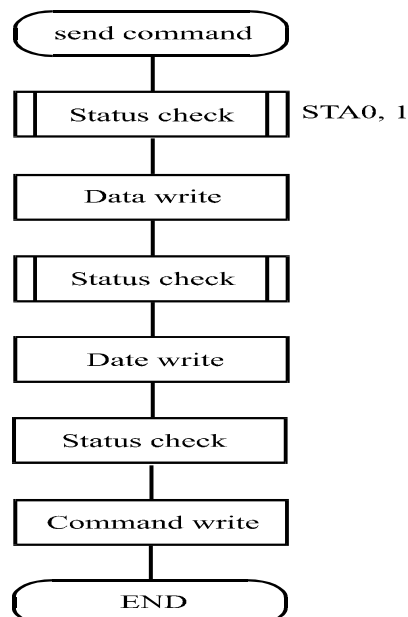 send command
Status check
STA0, 1
Data write
Status check
Date write
Status check
Command write
END